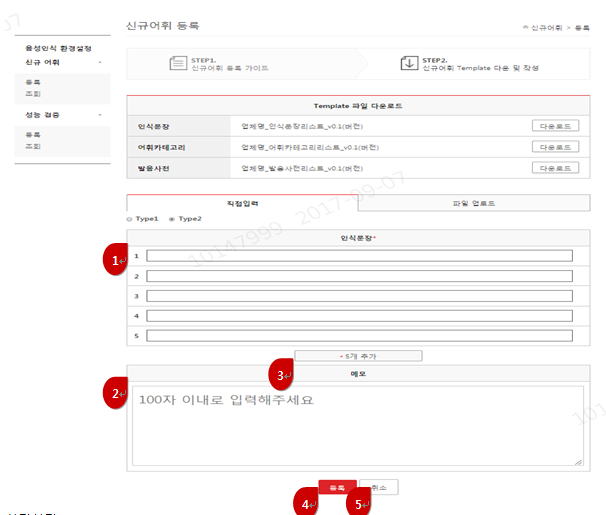 신규어휘 등록
신규어휘 > 등록
음성인식 환경설정
신규 어휘
등록
조회
성능 검증
등록
조회
STEP1.
신규어휘 등록 가이드
STEP2.
신규어휘 Template 다운 및 작성
Template 파일 다운로드
인식문장 업체명_인식문장리스트_v0.1(버전) 다운로드
어휘카테고리 업체명_어휘카테고리리스트_v0.1(버전) 다운로드
발음사전 업체명_발음사전리스트_v0.1(버전) 다운로드
직접입력 파일 업로드
Type1 Type2
인식문장*
1 1
2
3
4
5
+ 5개 추가
3
메모
2
100자 이내로 입력해주세요
등록 취소
4 5
10147999 2017-09-07